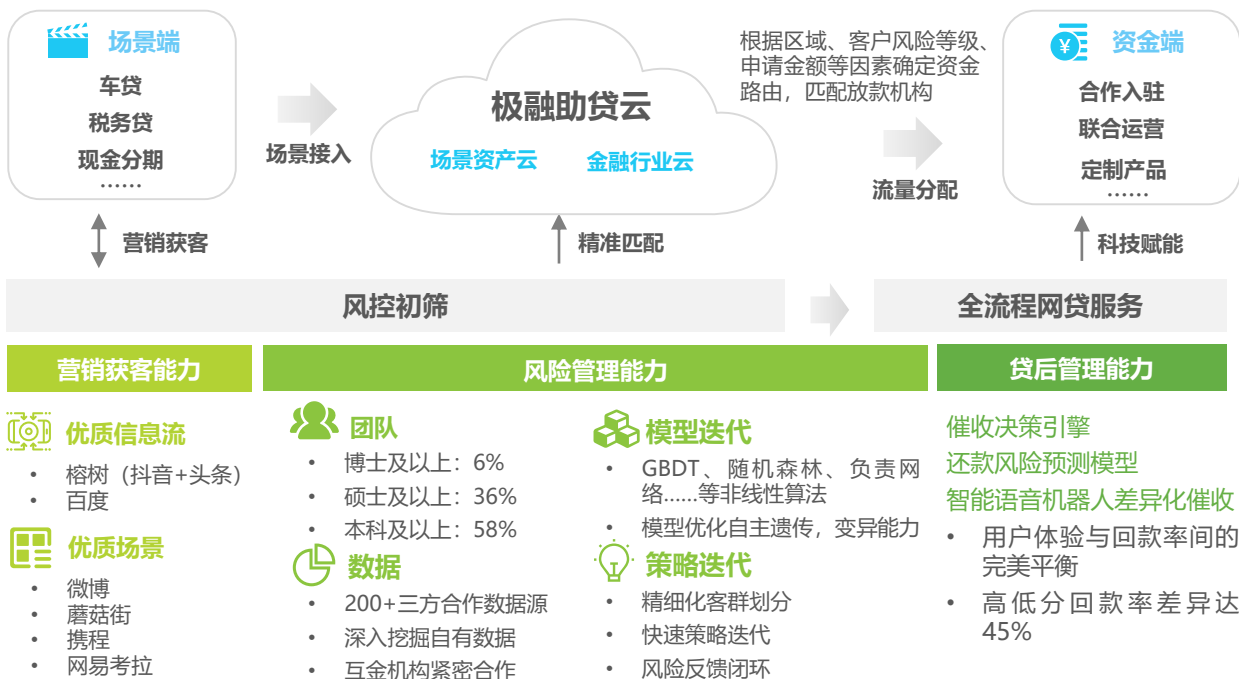 场景端
车贷
税务贷
现金分期
……
场景接入
极融助贷云
场景资产云
金融行业云
根据区域、客户风险等级、
申请金额等因素确定资金
路由，匹配放款机构
流量分配
资金端
合作入驻
联合运营
定制产品
……
营销获客
精准匹配
科技赋能
风控初筛
全流程网贷服务
营销获客能力
风险管理能力
贷后管理能力
优质信息流
• 榕树（抖音+头条）
• 百度
优质场景
• 微博
• 蘑菇街
• 携程
• 网易考拉
团队
• 博士及以上：6%
• 硕士及以上：36%
• 本科及以上：58%
数据
• 200+三方合作数据源
• 深入挖掘自有数据
• 互金机构紧密合作
模型迭代
• GBDT、随机森林、负责网
络……等非线性算法
• 模型优化自主遗传，变异能力
策略迭代
• 精细化客群划分
• 快速策略迭代
• 风险反馈闭环
催收决策引擎
还款风险预测模型
智能语音机器人差异化催收
• 用户体验与回款率间的
完美平衡
• 高低分回款率差异达
45%